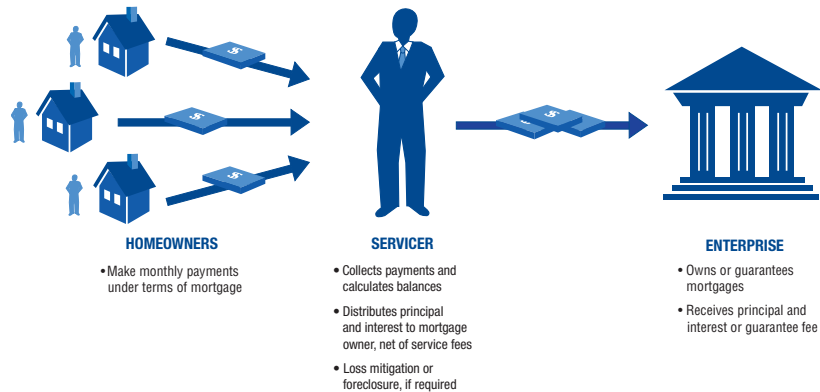 HOMEOWNERS
• Make monthly payments
under terms of mortgage
SERVICER
• Collects payments and
calculates balances
• Distributes principal
and interest to mortgage
owner, net of service fees
• Loss mitigation or
foreclosure, if required
ENTERPRISE
• Owns or guarantees
mortgages
• Receives principal and
interest or guarantee fee